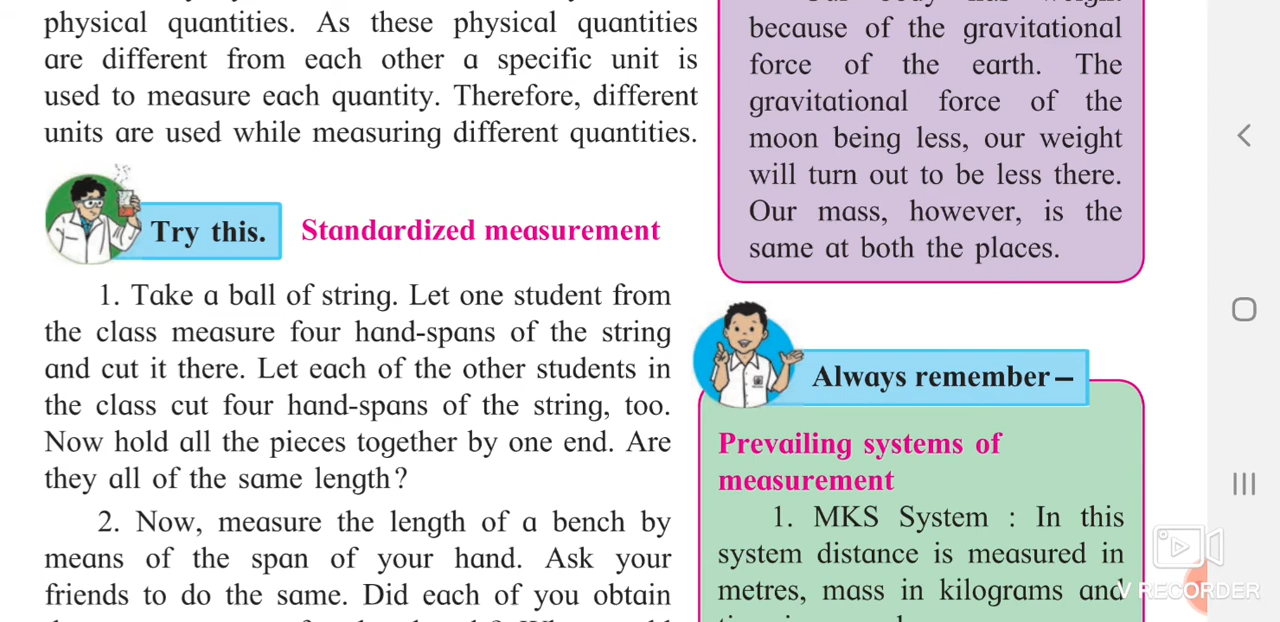 physical quantities. As these physical quantities
are different from each other a specific unit is
used to measure each quantity. Therefore, different
units are used while measuring different quantities.
Try this. Standardized measurement
1. Take a ball of string. Let one student from
the class measure four hand-spans of the string
and cut it there. Let each of the other students in
the class cut four hand-spans of the string, too.
Now hold all the pieces together by one end. Are
they all of the same length?
2. Now, measure the length of a bench by
means of the span of your hand. Ask your
friends to do the same. Did each of you obtain
because of the gravitational
force of the earth. The
gravitational force of the
moon being less, our weight
will turn out to be less there.
Our mass, however, is the
same at both the places.
Always remember –
Prevailing systems of
measurement
1. MKS System : In this
system distance is measured in
metres, mass in kilograms and
V RECORDER